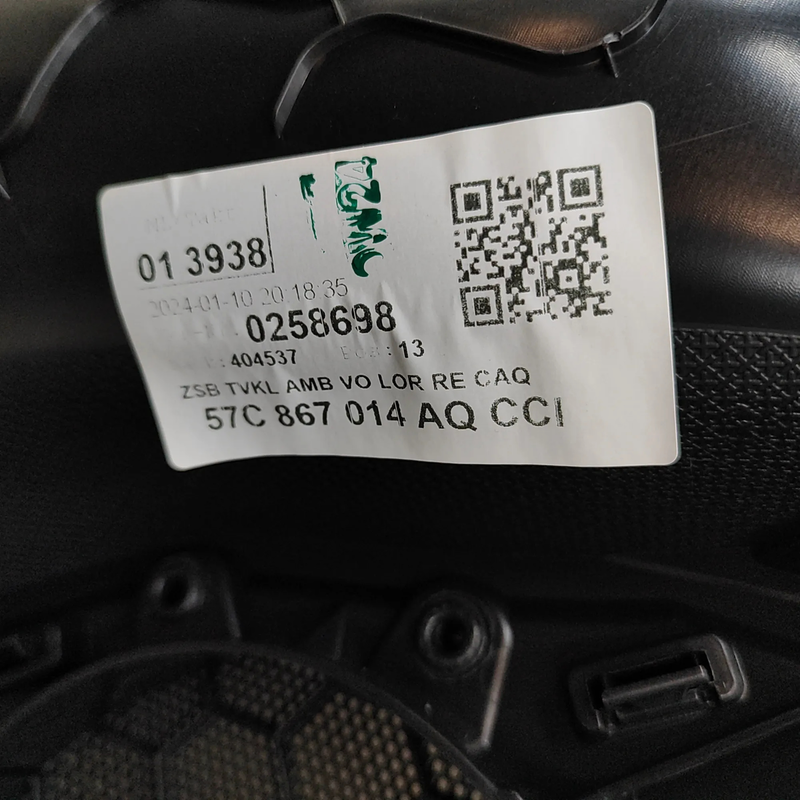 01 3938
2024-01-10 20:18:35
0258698
: 404537 : 13
ZSB TVKL AMB VO LOR RE CAQ
57C 867 014 AQ CCI